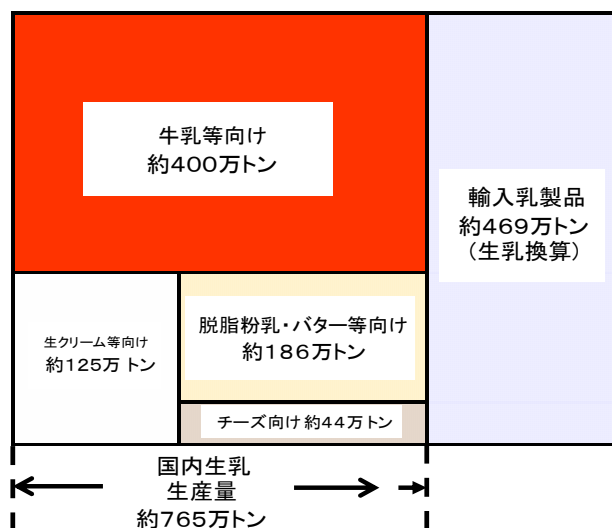 牛乳等向け
約400万トン
輸入乳製品
約469万トン
(生乳換算)
生クリーム等向け
約125万トン
脱脂粉乳・バター等向け
約186万トン
チーズ向け約44万トン
国内生乳
生産量
約765万トン